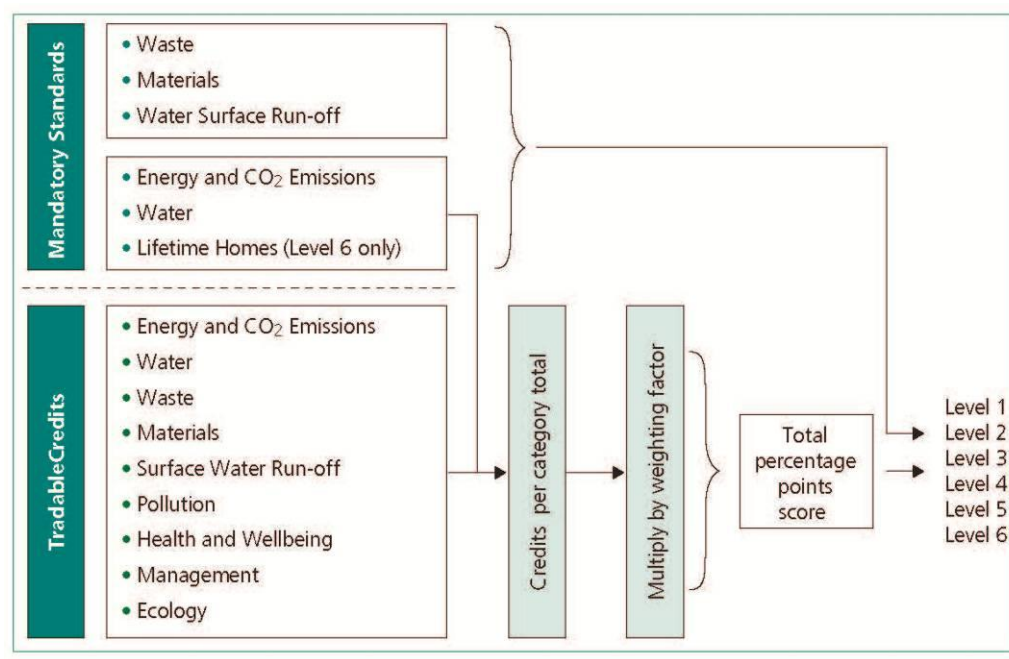 Mandatory Standards
• Waste
• Materials
• Water Surface Run-off
• Energy and CO₂ Emissions
• Water
• Lifetime Homes (Level 6 only)
TradableCredits
• Energy and CO₂ Emissions
• Water
• Waste
• Materials
• Surface Water Run-off
• Pollution
• Health and Wellbeing
• Management
• Ecology
Credits per category total
Multiply by weighting factor
Total
percentage
points
score
Level 1
Level 2
Level 3
Level 4
Level 5
Level 6